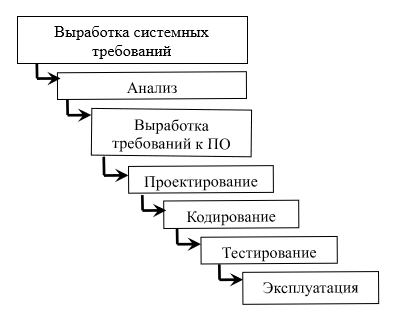 Выработка системных
требований
Анализ
Выработка
требований к ПО
Проектирование
Кодирование
Тестирование
Эксплуатация